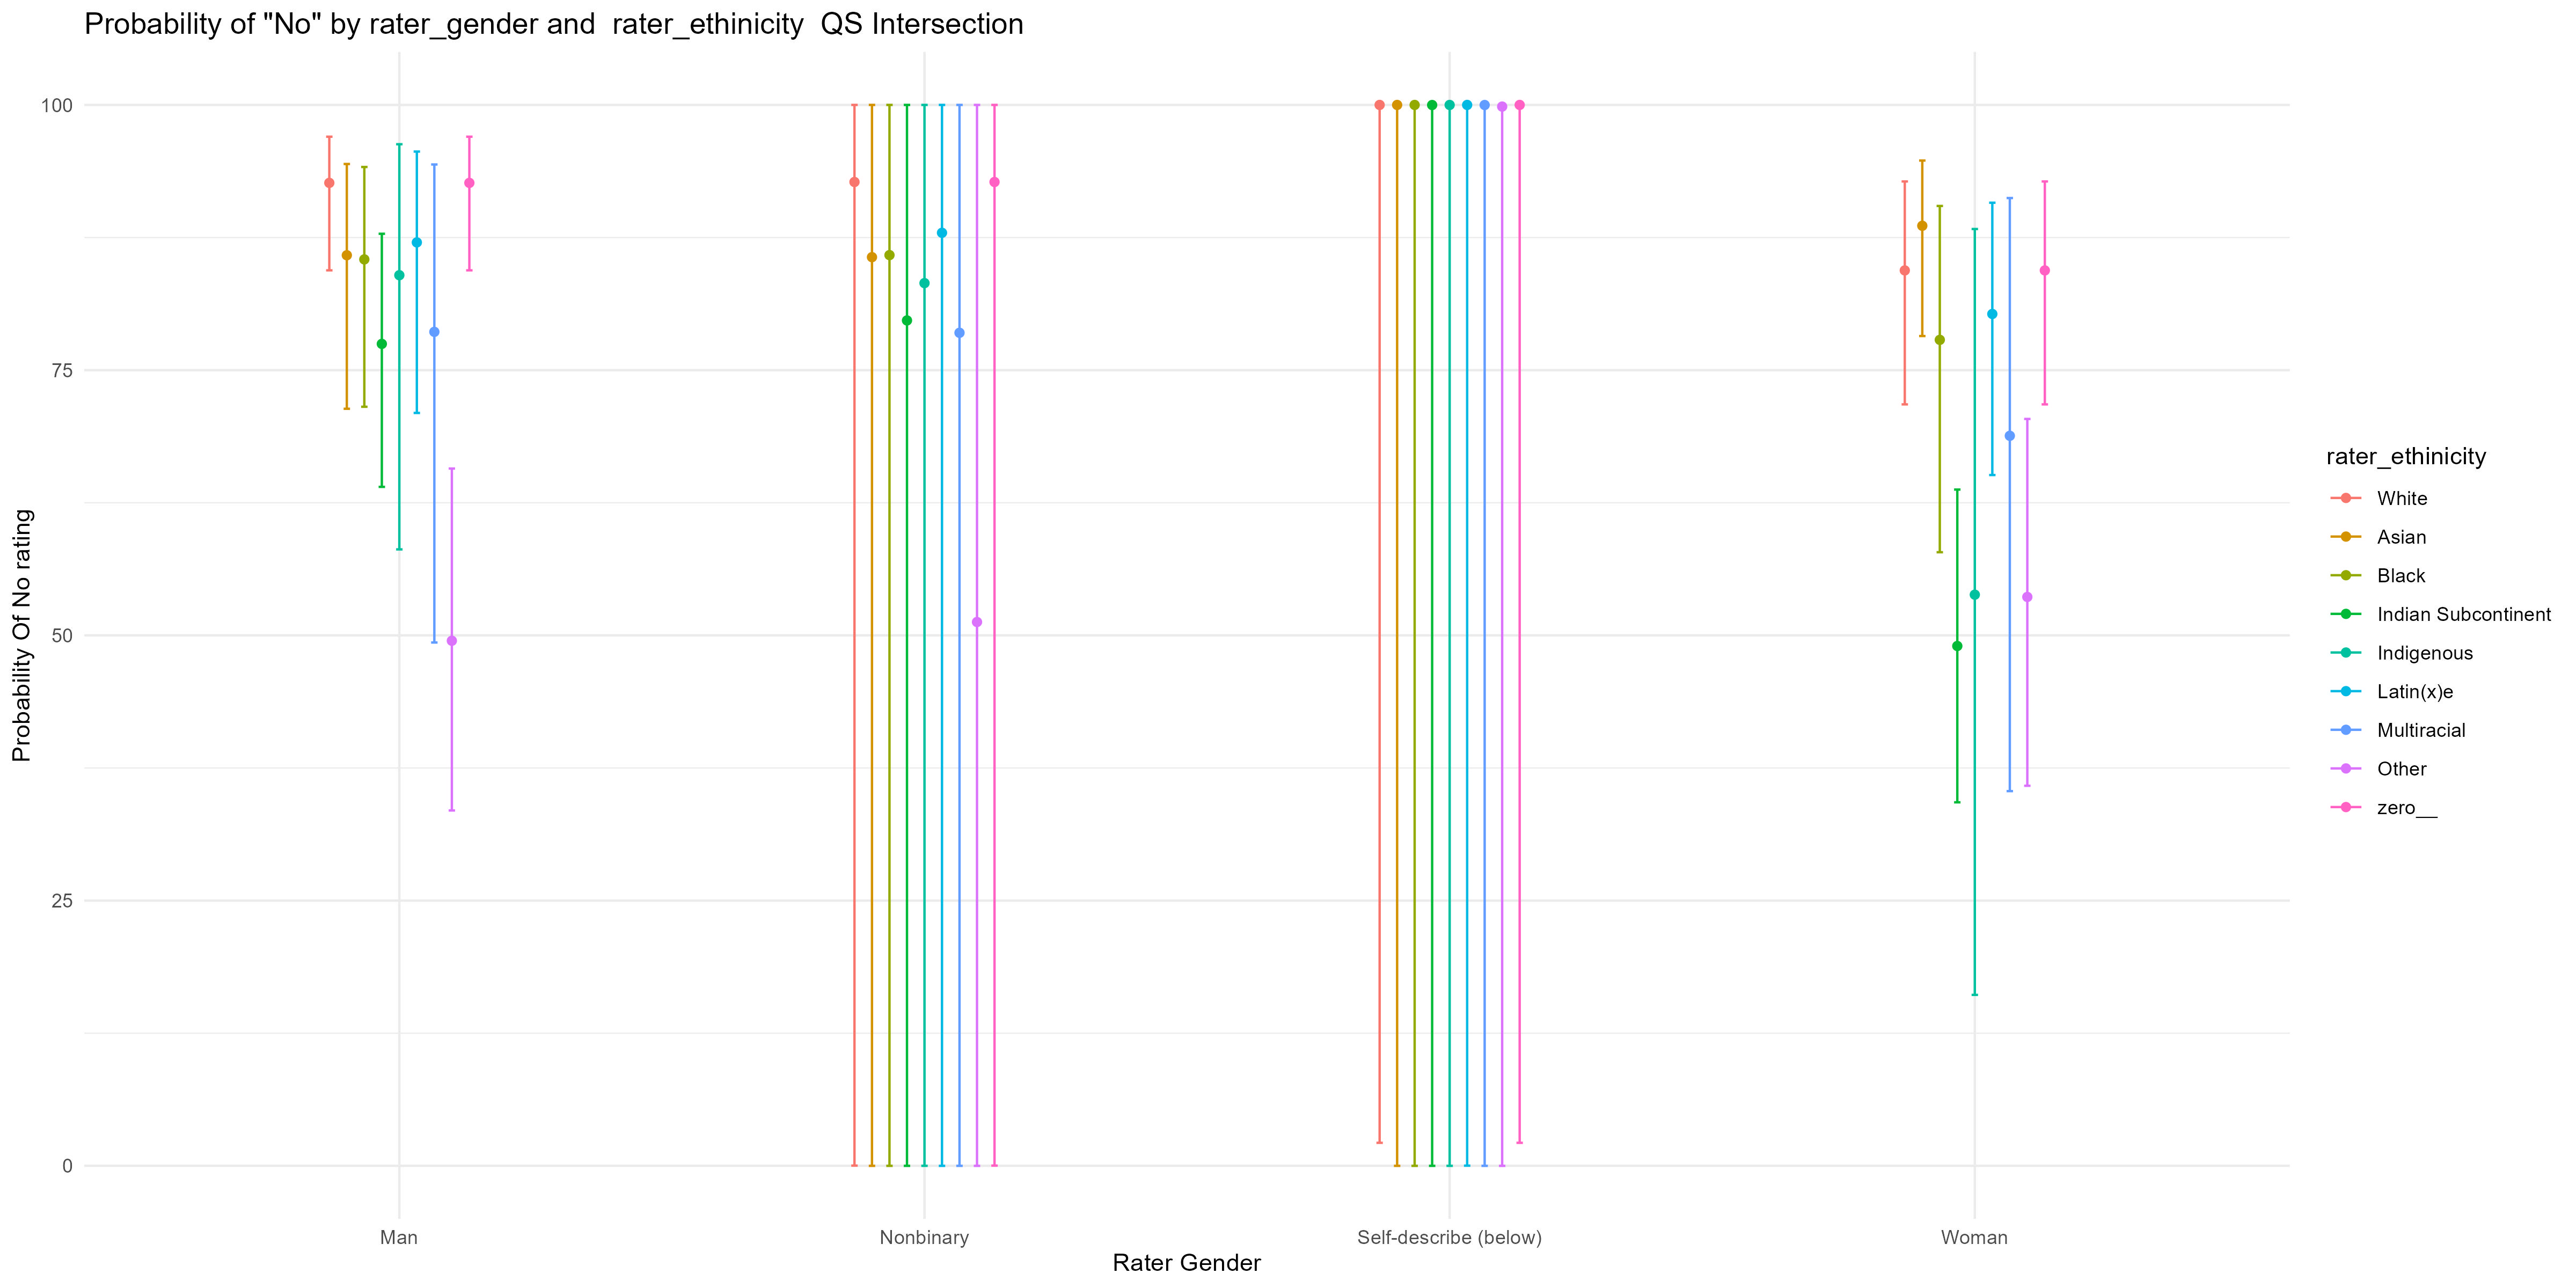 Probability of "No" by rater_gender and  rater_ethinicity  QS Intersection
Probability Of No rating
100
75
50
25
0
Man
Nonbinary
Self-describe (below)
Woman
Rater Gender
rater_ethinicity
White
Asian
Black
Indian Subcontinent
Indigenous
Latin(x)e
Multiracial
Other
zero__